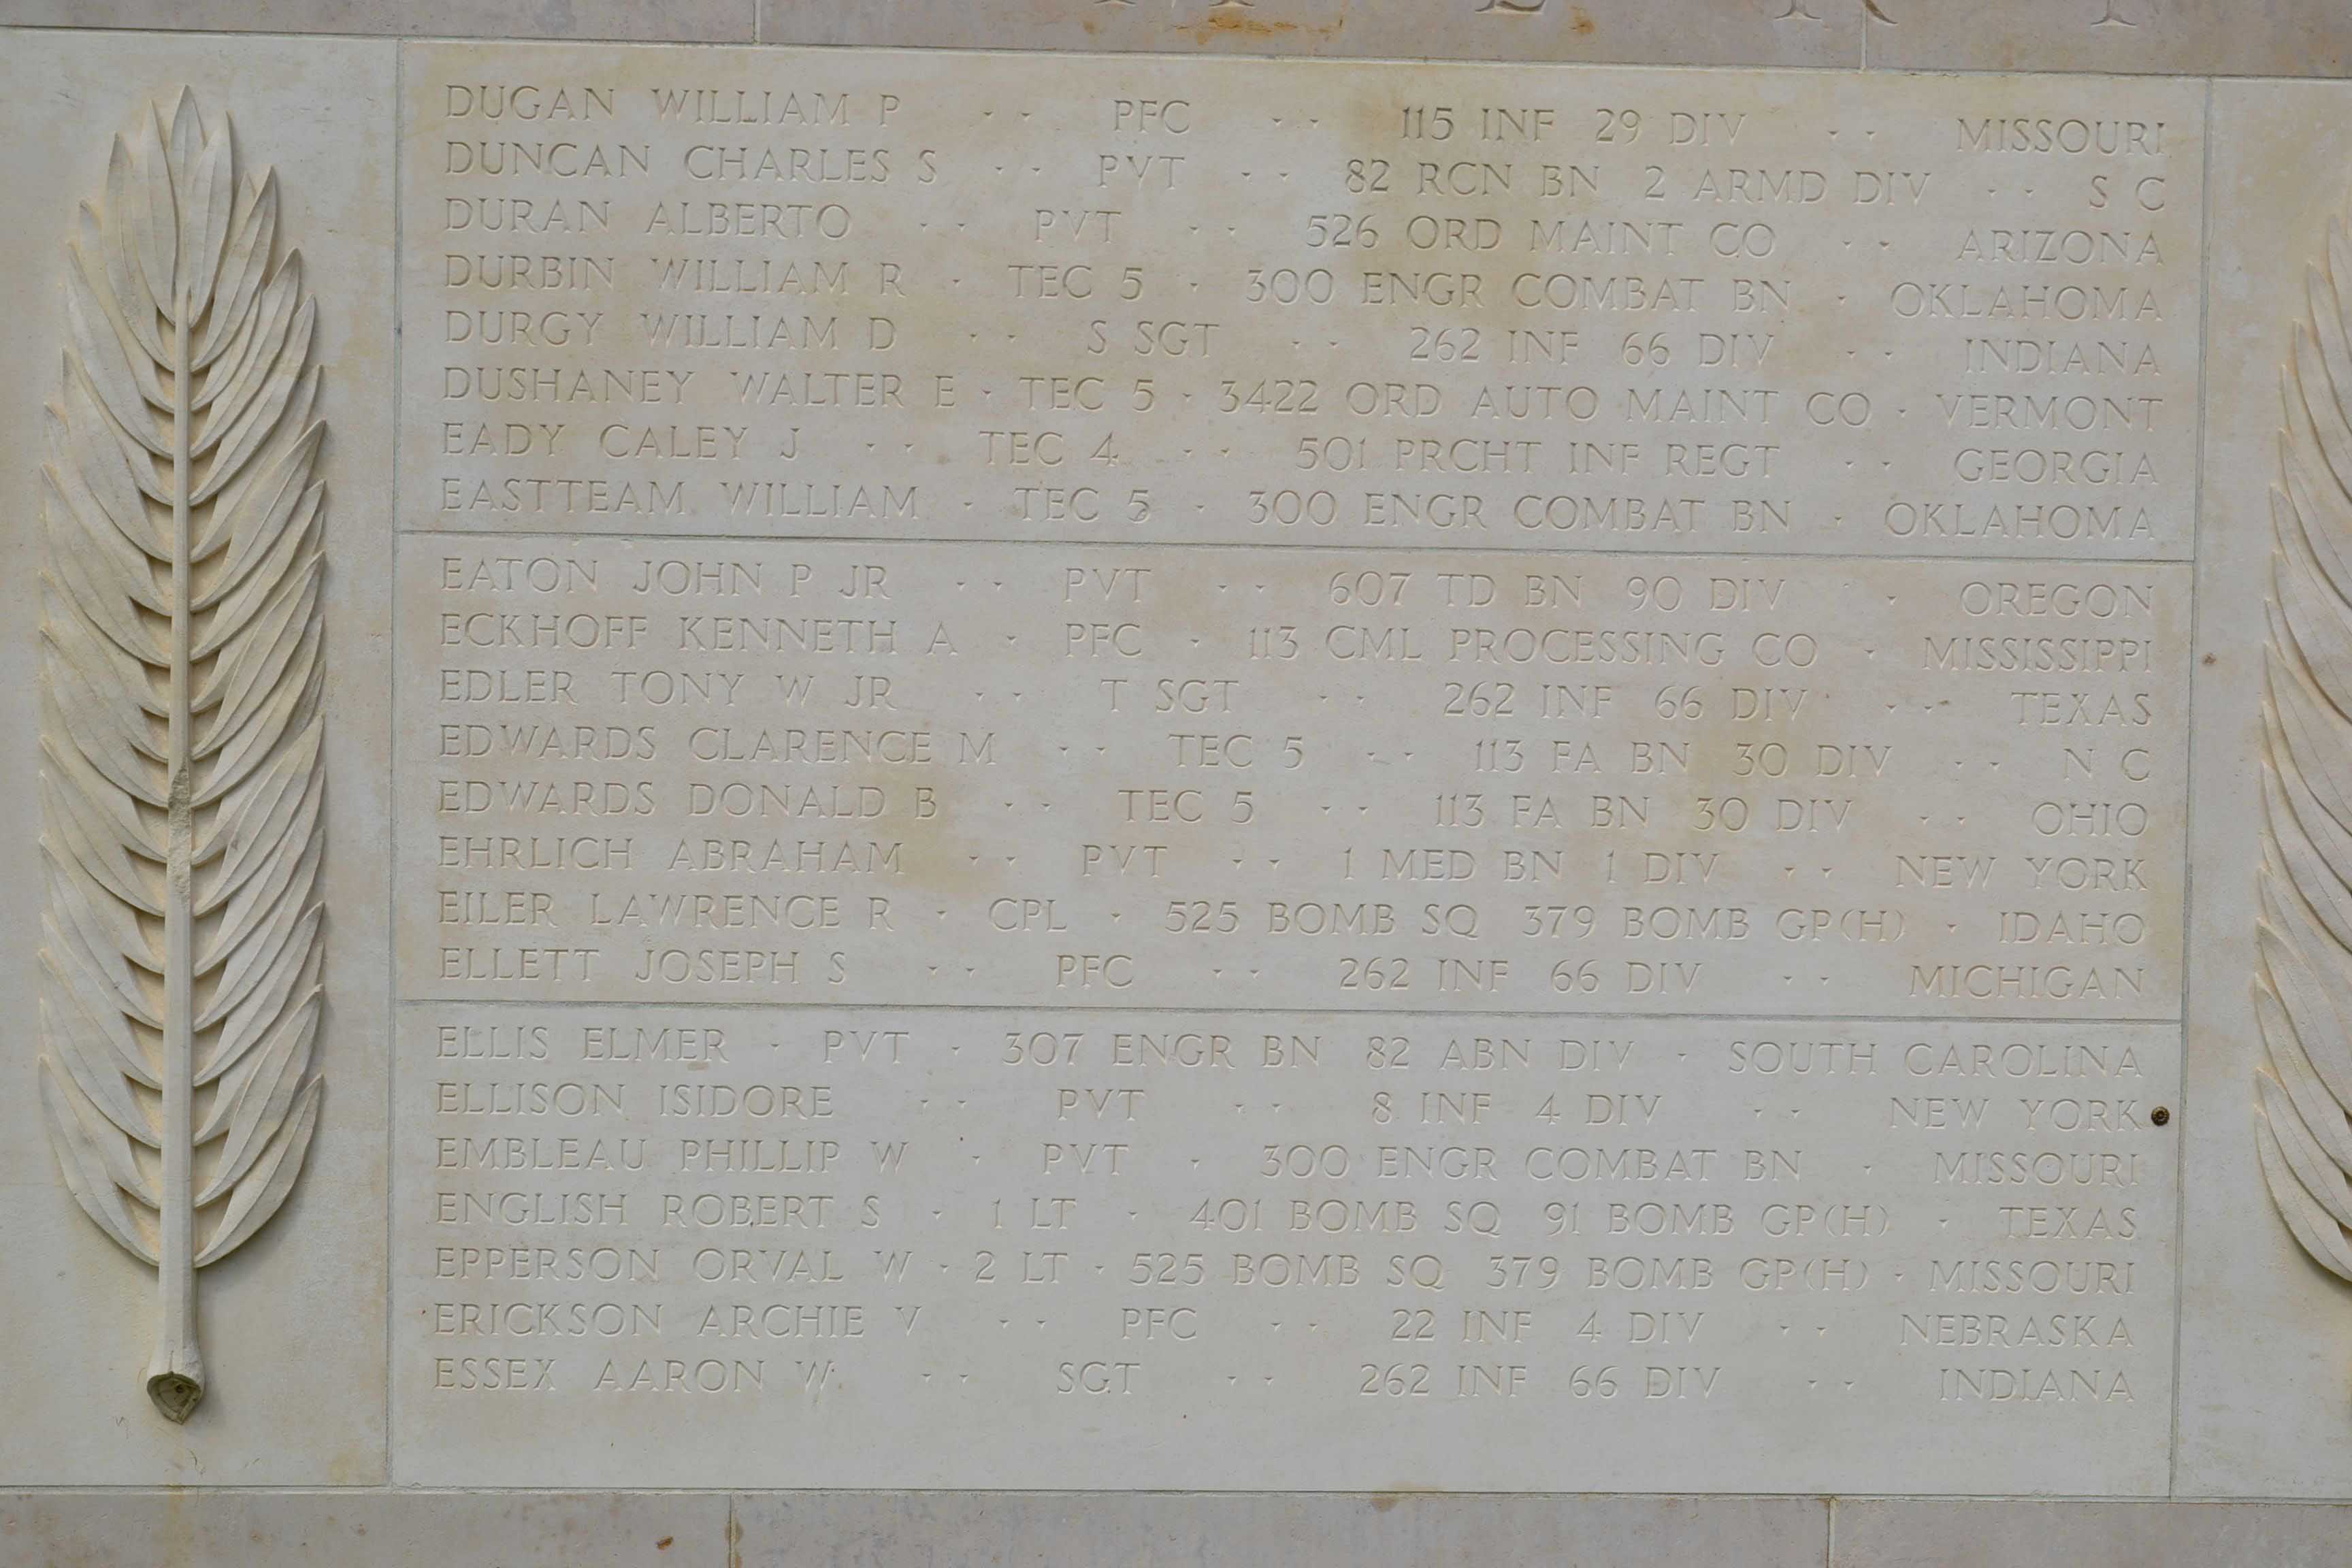 DUGAN WILLIAM P · · PFC · · 115 INF 29 DIV · · MISSOURI
DUNCAN CHARLES S · · PVT · · 82 RCN BN 2 ARMD DIV · · S C
DURAN ALBERTO · · PVT · · 526 ORD MAINT CO · · ARIZONA
DURBIN WILLIAM R · TEC 5 · 300 ENGR COMBAT BN · OKLAHOMA
DURGY WILLIAM D · · S SGT · · 262 INF 66 DIV · · INDIANA
DUSHANEY WALTER E · TEC 5 · 3422 ORD AUTO MAINT CO · VERMONT
EADY CALEY J · · TEC 4 · · 501 PRCHT INF REGT · · GEORGIA
EASTTEAM WILLIAM · TEC 5 · 300 ENGR COMBAT BN · OKLAHOMA
EATON JOHN P JR · · PVT · · 607 TD BN 90 DIV · · OREGON
ECKHOFF KENNETH A · PFC · 113 CML PROCESSING CO · MISSISSIPPI
EDLER TONY W JR · · T SGT · · 262 INF 66 DIV · · TEXAS
EDWARDS CLARENCE M · · TEC 5 · · 113 FA BN 30 DIV · · N C
EDWARDS DONALD B · · TEC 5 · · 113 FA BN 30 DIV · · OHIO
EHRLICH ABRAHAM · · PVT · · 1 MED BN 1 DIV · · NEW YORK
EILER LAWRENCE R · CPL · 525 BOMB SQ 379 BOMB GP(H) · IDAHO
ELLETT JOSEPH S · · PFC · · 262 INF 66 DIV · · MICHIGAN
ELLIS ELMER · PVT · 307 ENGR BN 82 ABN DIV · SOUTH CAROLINA
ELLISON ISIDORE · · PVT · · 8 INF 4 DIV · · NEW YORK
EMBLEAU PHILLIP W · PVT · 300 ENGR COMBAT BN · MISSOURI
ENGLISH ROBERT S · 1 LT · 401 BOMB SQ 91 BOMB GP(H) · TEXAS
EPPERSON ORVAL W · 2 LT · 525 BOMB SQ 379 BOMB GP(H) · MISSOURI
ERICKSON ARCHIE V · · PFC · · 22 INF 4 DIV · · NEBRASKA
ESSEX AARON W · · SGT · · 262 INF 66 DIV · · INDIANA